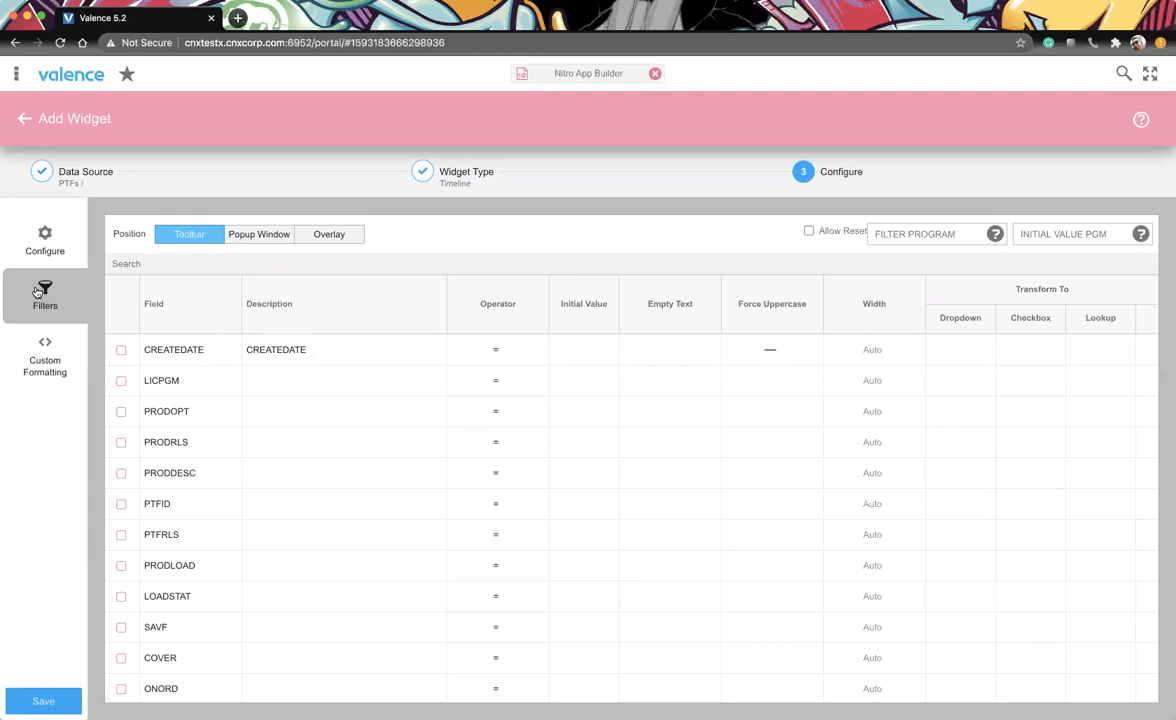 Valence 5.2
Not Secure cnxtestx.cnxcorp.com:6952/portal/#1593183666298936
valence
Nitro App Builder
Add Widget
Data Source
PTFs /
Widget Type
Timeline
3 Configure
Configure
Filters
Custom
Formatting
Save
Position Toolbar Popup Window Overlay Allow Reset FILTER PROGRAM ? INITIAL VALUE PGM ?
Search
Field Description Operator Initial Value Empty Text Force Uppercase Width Transform To
Dropdown Checkbox Lookup
CREATEDATE CREATEDATE = — Auto
LICPGM = Auto
PRODOPT = Auto
PRODRLS = Auto
PRODDESC = Auto
PTFID = Auto
PTFRLS = Auto
PRODLOAD = Auto
LOADSTAT = Auto
SAVF = Auto
COVER = Auto
ONORD = Auto